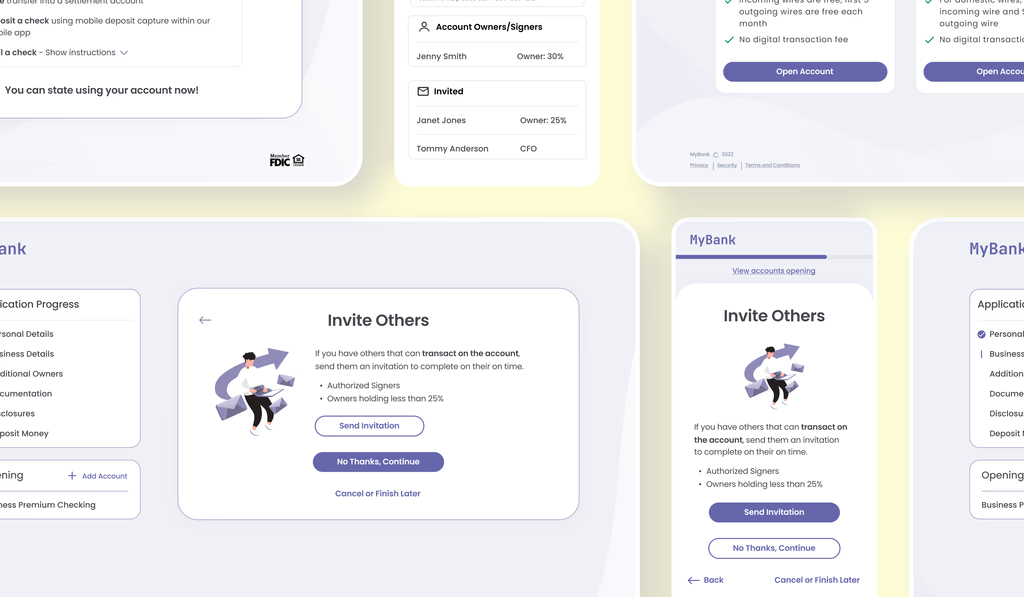 transfer into a settlement account
posit a check using mobile deposit capture within our
bile app
l a check - Show instructions
You can state using your account now!
Member
FDIC
Account Owners/Signers
Jenny Smith Owner: 30%
Invited
Janet Jones Owner: 25%
Tommy Anderson CFO
incoming wires are free, first 5
outgoing wires are free each
month
No digital transaction fee
Open Account
For domestic wires,
incoming wire and $
outgoing wire
No digital transactio
Open Accou
MyBank © 2022
Privacy | Security | Terms and Conditions
ank
ication Progress
rsonal Details
siness Details
ditional Owners
cumentation
sclosures
posit Money
ning + Add Account
ness Premium Checking
Invite Others
If you have others that can transact on the account,
send them an invitation to complete on their on time.
• Authorized Signers
• Owners holding less than 25%
Send Invitation
No Thanks, Continue
Cancel or Finish Later
MyBank
View accounts opening
Invite Others
If you have others that can transact on
the account, send them an invitation
to complete on their on time.
• Authorized Signers
• Owners holding less than 25%
Send Invitation
No Thanks, Continue
Back Cancel or Finish Later
MyBank
Applicatio
Personal
Business
Addition
Docume
Disclosu
Deposit M
Opening
Business P